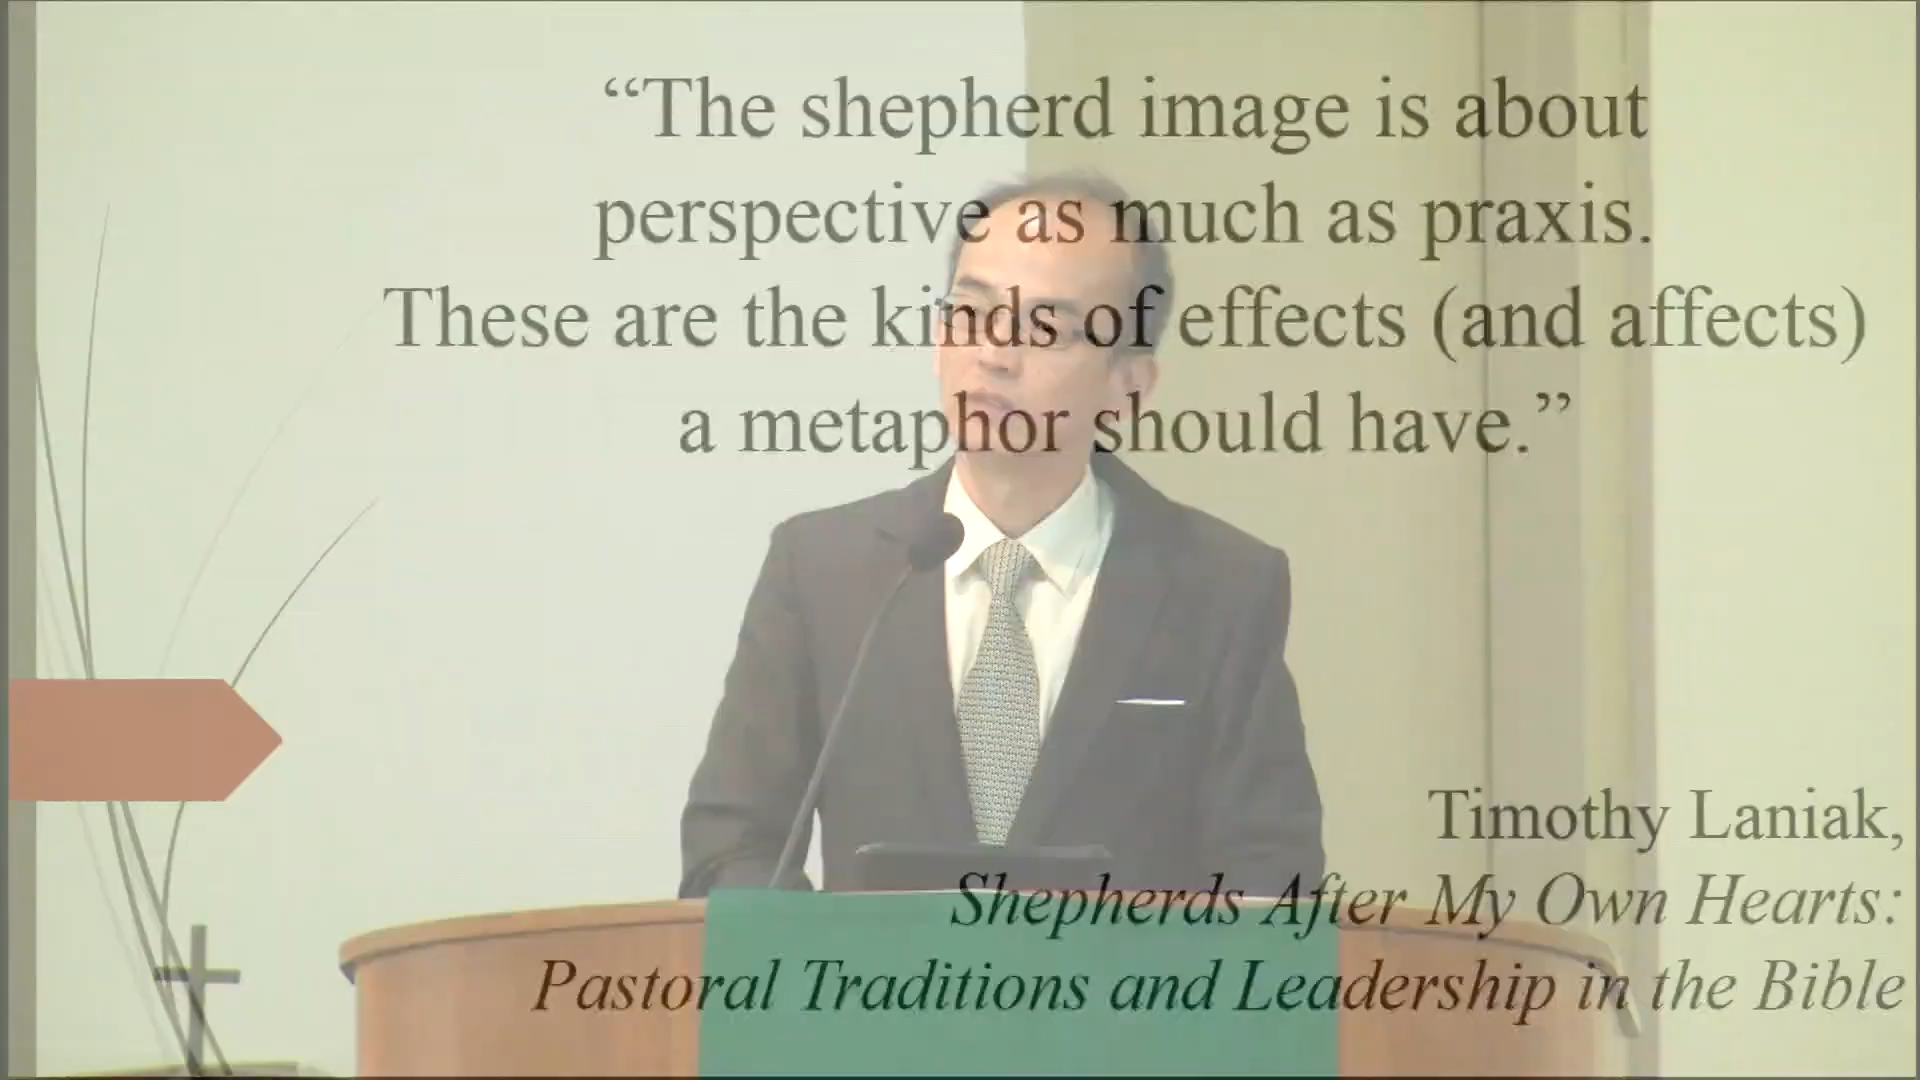 “The shepherd image is about
perspective as much as praxis.
These are the kinds of effects (and affects)
a metaphor should have.”
Timothy Laniak,
Shepherds After My Own Hearts:
Pastoral Traditions and Leadership in the Bible